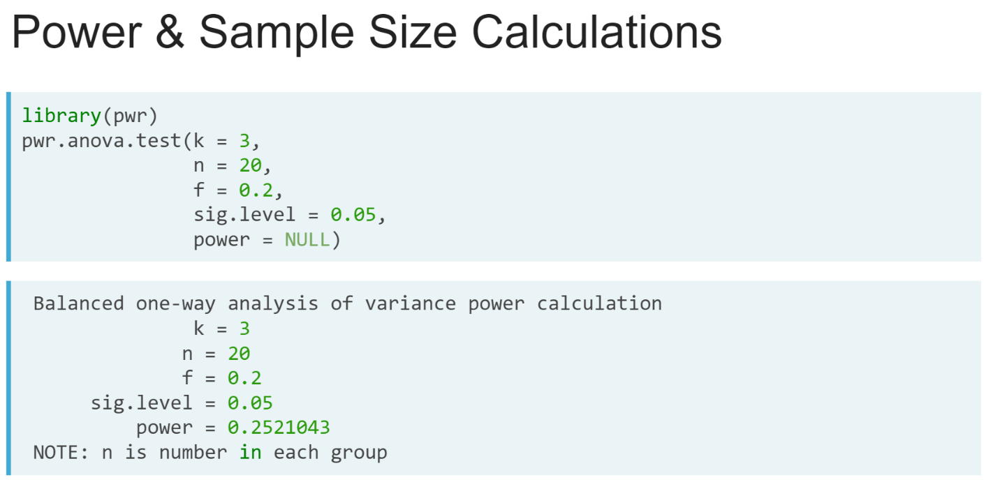 Power & Sample Size Calculations
library(pwr)
pwr.anova.test(k = 3,
n = 20,
f = 0.2,
sig.level = 0.05,
power = NULL)
Balanced one-way analysis of variance power calculation
k = 3
n = 20
f = 0.2
sig.level = 0.05
power = 0.2521043
NOTE: n is number in each group